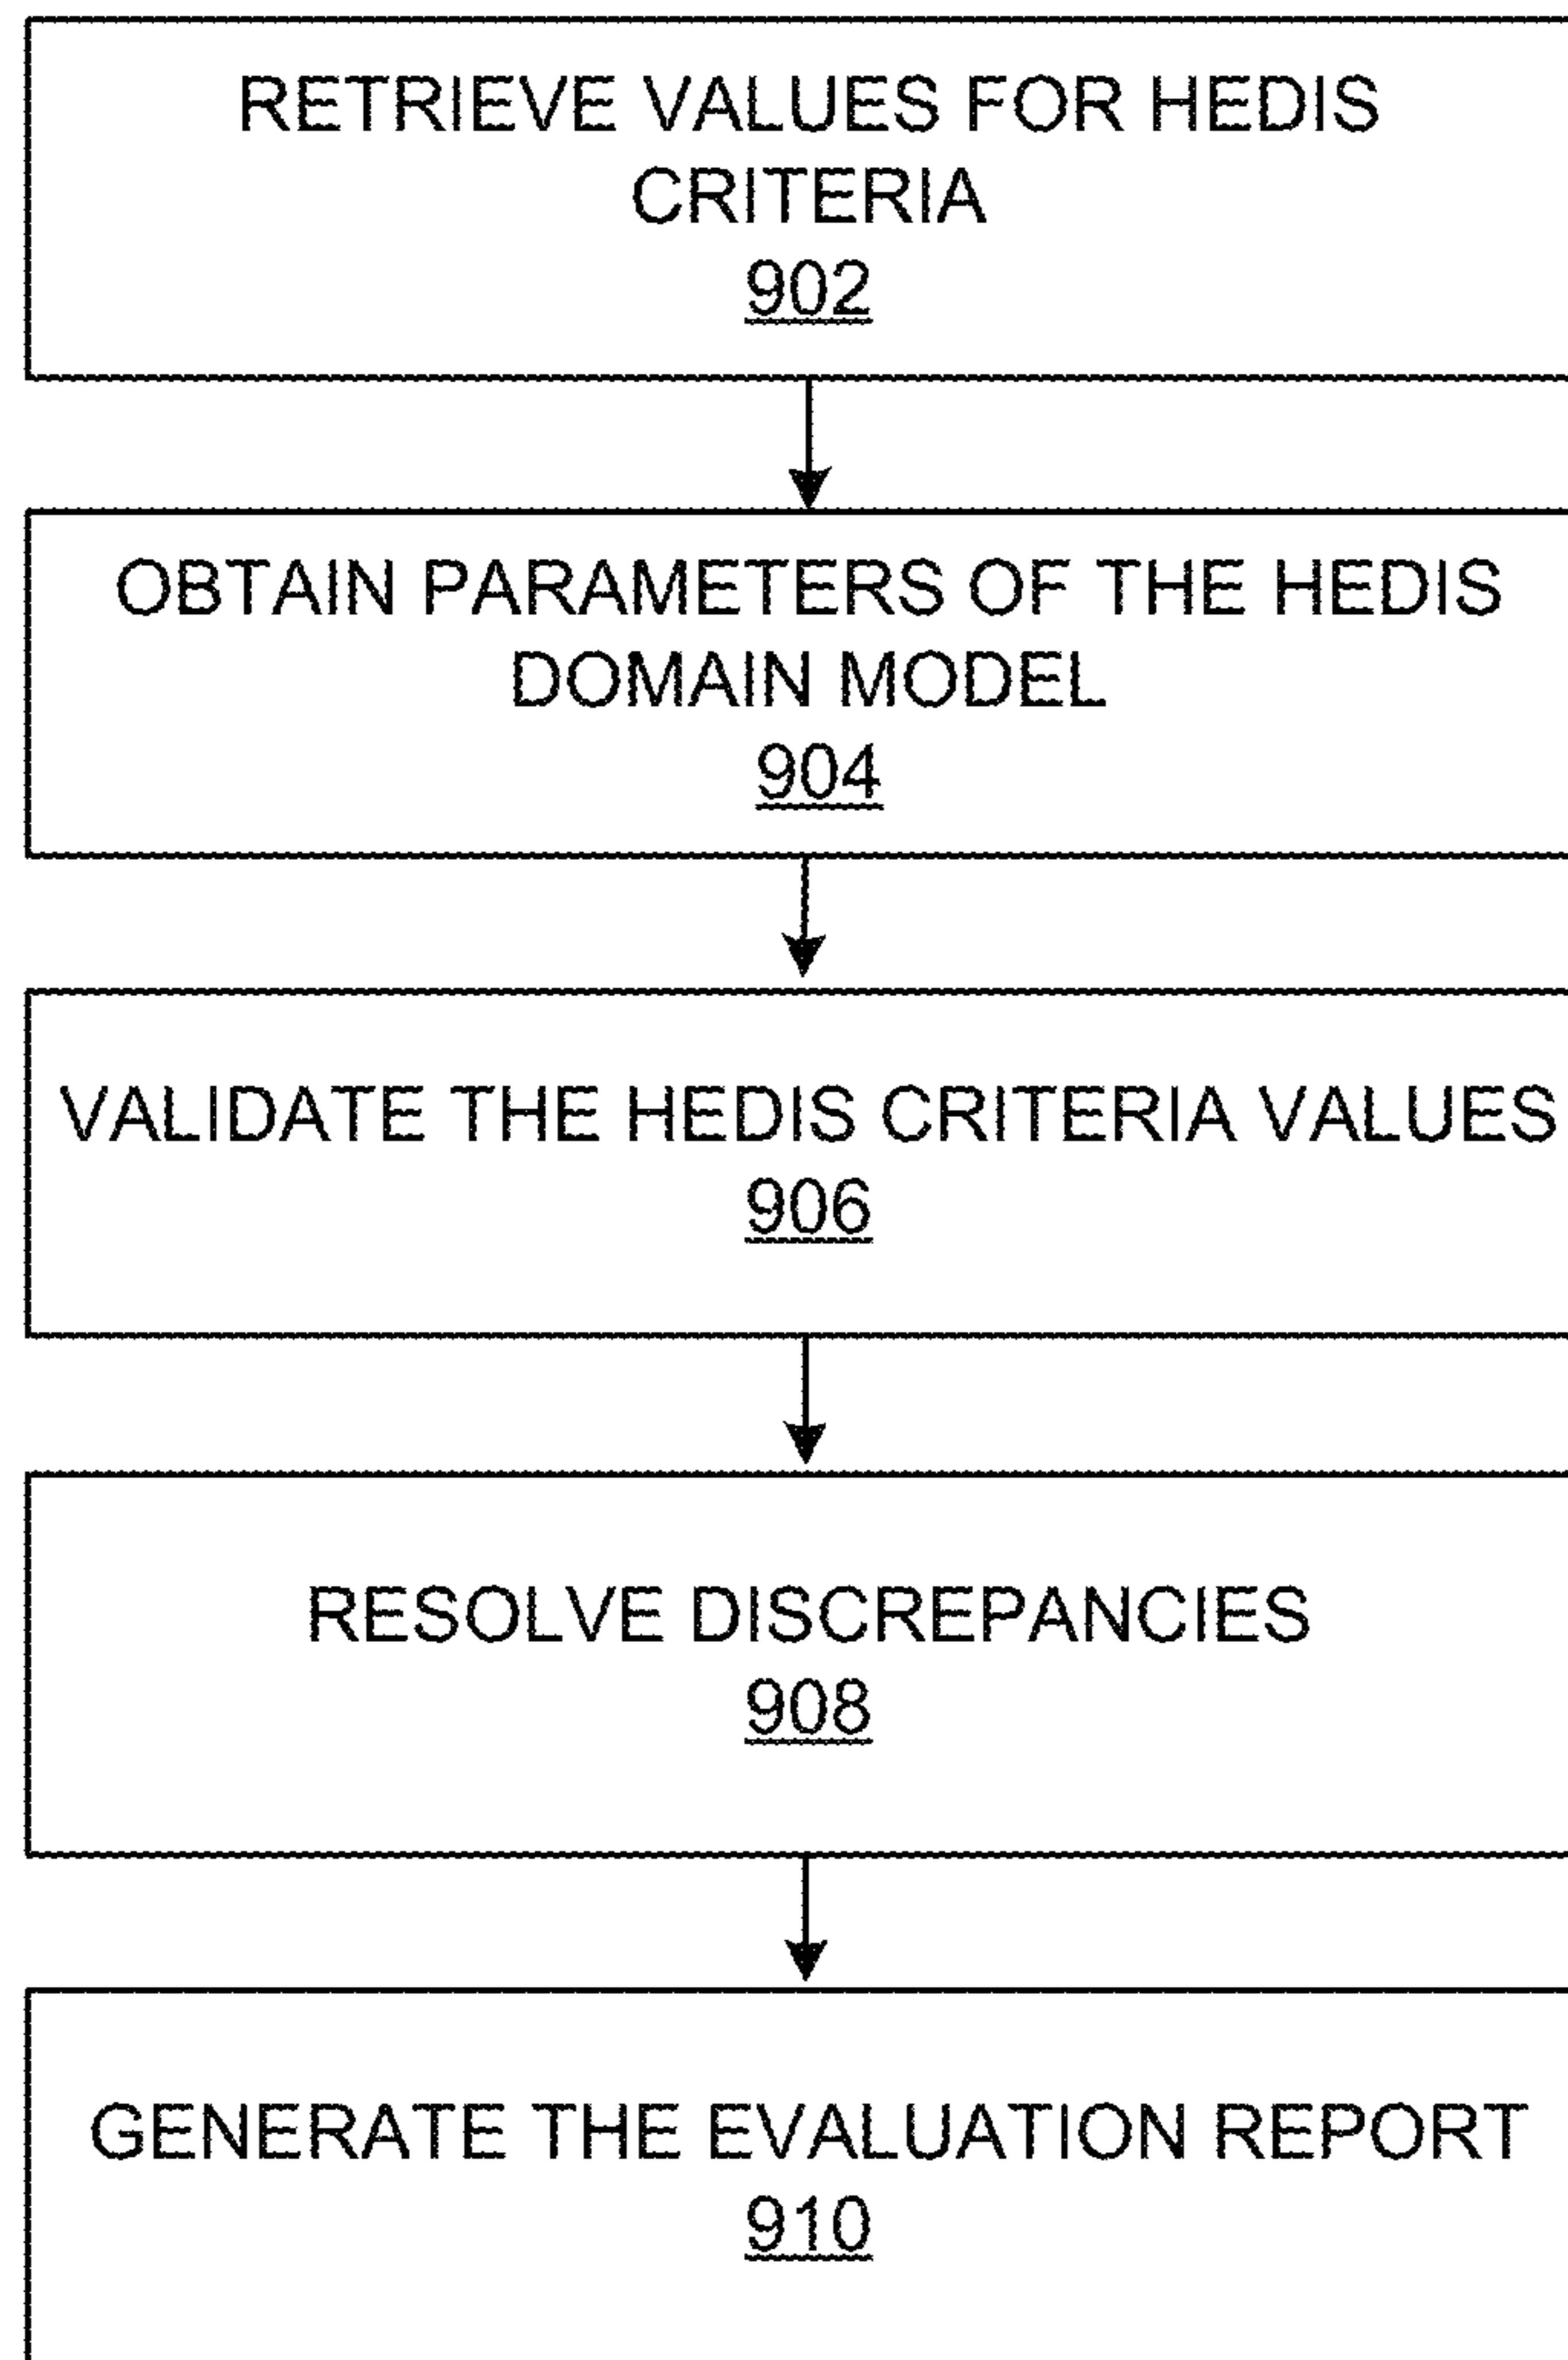 RETRIEVE VALUES FOR HEDIS
CRITERIA
902
OBTAIN PARAMETERS OF THE HEDIS
DOMAIN MODEL
904
VALIDATE THE HEDIS CRITERIA VALUES
906
RESOLVE DISCREPANCIES
908
GENERATE THE EVALUATION REPORT
910